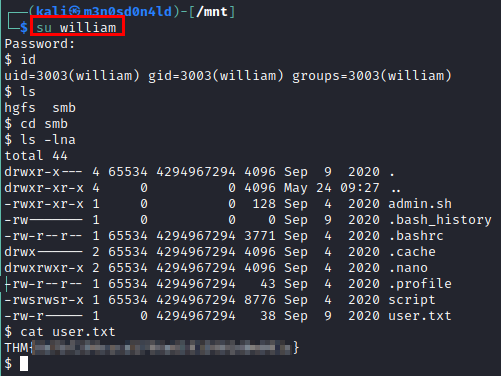 ┌──(kali㉿m3n0sd0n4ld)-[/mnt]
└─$ su william
Password:
$ id
uid=3003(william) gid=3003(william) groups=3003(william)
$ ls
hgfs  smb
$ cd smb
$ ls -lna
total 44
drwxr-x--- 4 65534 4294967294 4096 Sep  9  2020 .
drwxr-xr-x 4     0          0 4096 May 24 09:27 ..
-rwxr-xr-x 1     0          0  128 Sep  4  2020 admin.sh
-rw------- 1     0          0    0 Sep  9  2020 .bash_history
-rw-r--r-- 1 65534 4294967294 3771 Sep  4  2020 .bashrc
drwx------ 2 65534 4294967294 4096 Sep  4  2020 .cache
drwxrwxr-x 2 65534 4294967294 4096 Sep  4  2020 .nano
-rw-r--r-- 1 65534 4294967294   43 Sep  4  2020 .profile
-rwsrwsr-x 1 65534 4294967294 8776 Sep  4  2020 script
-rw-r----- 1     0 4294967294   38 Sep  9  2020 user.txt
$ cat user.txt
THM{ }
$